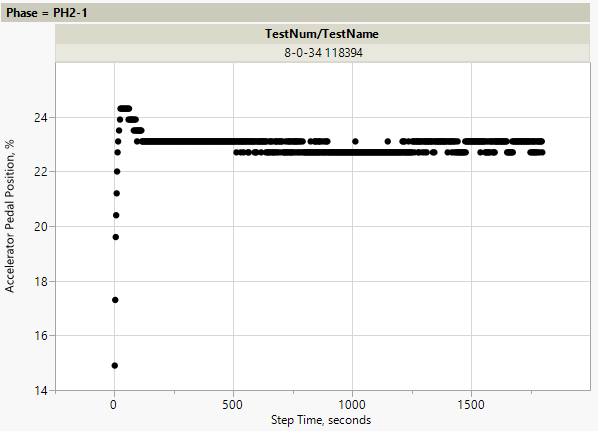 Phase = PH2-1
TestNum/TestName
8-0-34 118394
Accelerator Pedal Position, %
24
22
20
18
16
14
0 500 1000 1500
Step Time, seconds